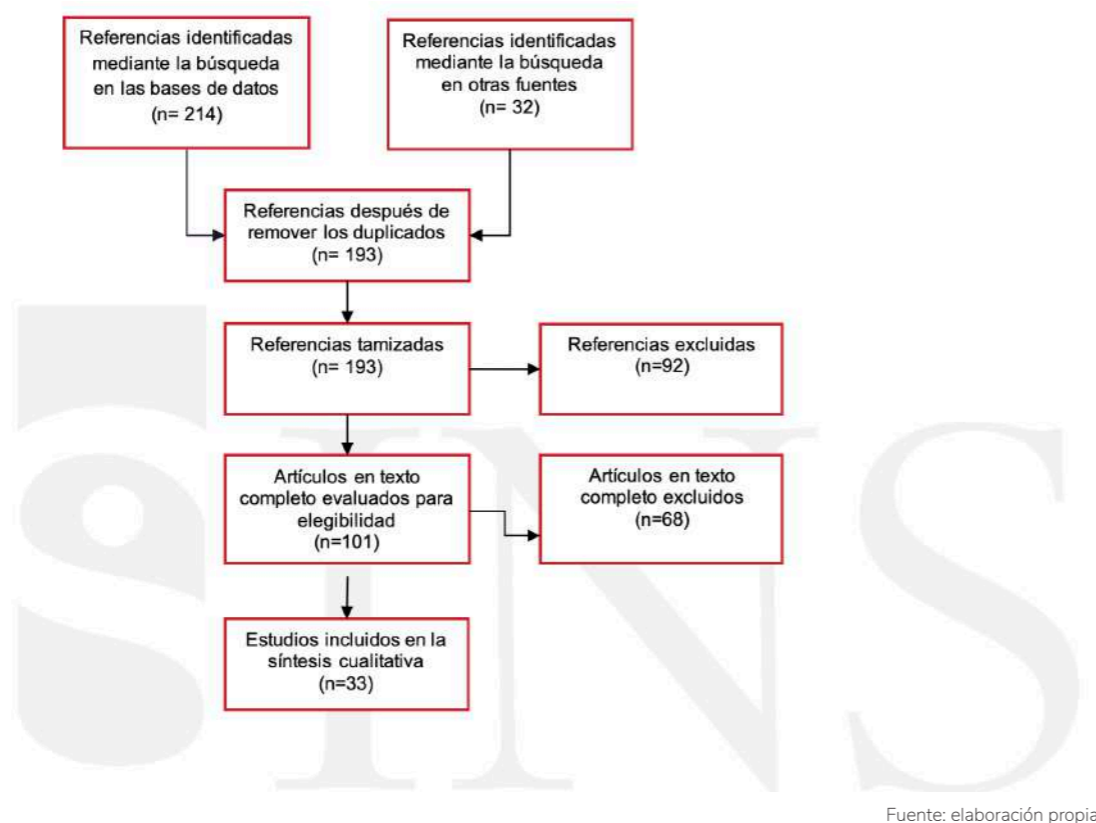 Referencias identificadas
mediante la búsqueda
en las bases de datos
(n= 214)
Referencias identificadas
mediante la búsqueda
en otras fuentes
(n= 32)
Referencias después de
remover los duplicados
(n= 193)
Referencias tamizadas
(n= 193)
Referencias excluidas
(n=92)
Artículos en texto
completo evaluados para
elegibilidad
(n=101)
Artículos en texto
completo excluidos
(n=68)
Estudios incluidos en la
síntesis cualitativa
(n=33)
INS
Fuente: elaboración propia